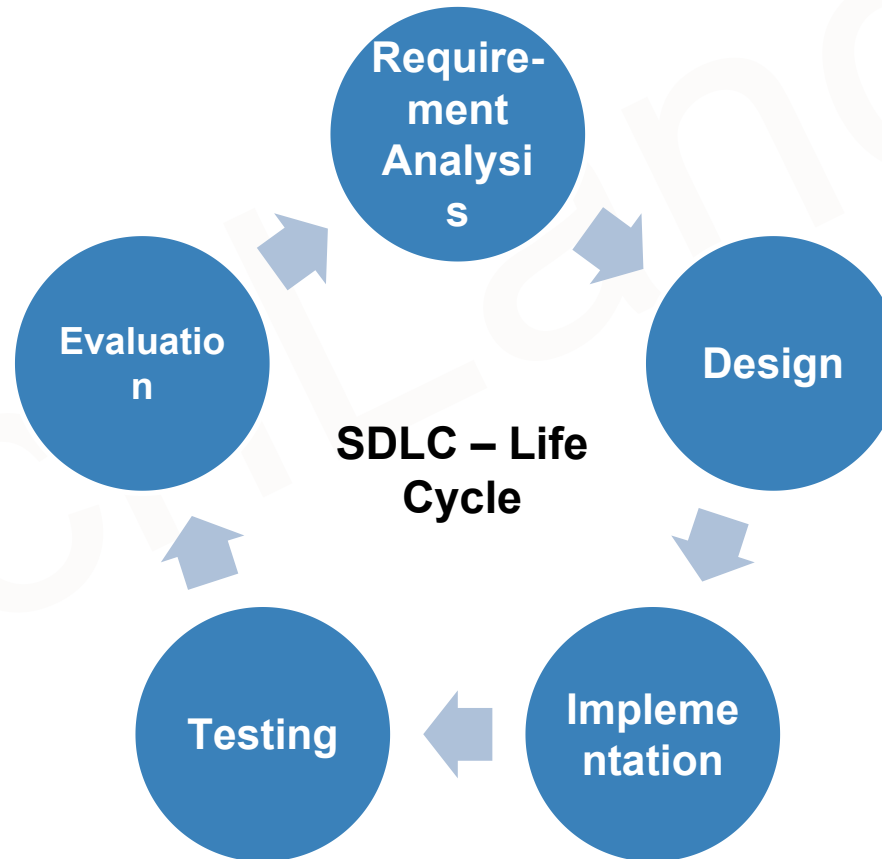 Require-
ment
Analysi
s
Evaluatio
n
Design
SDLC – Life
Cycle
Testing
Impleme
ntation